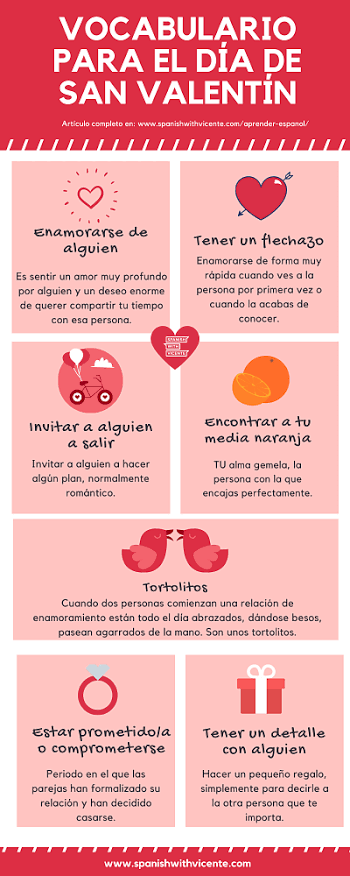 VOCABULARIO
PARA EL DÍA DE
SAN VALENTÍN
Artículo completo en: www.spanishwithvicente.com/aprender-espanol/
Enamorarse de
alguien
Es sentir un amor muy profundo
por alguien y un deseo enorme
de querer compartir tu tiempo
con esa persona.
Tener un flechazo
Enamorarse de forma muy
rápida cuando ves a la
persona por primera vez o
cuando la acabas de
conocer.
SPANISH
WITH
VICENTE
Invitar a alguien
a salir
Invitar a alguien a hacer
algún plan, normalmente
romántico.
Encontrar a tu
media naranja
TU alma gemela, la
persona con la que
encajas perfectamente.
Tortolitos
Cuando dos personas comienzan una relación de
enamoramiento están todo el día abrazados, dándose besos,
pasean agarrados de la mano. Son unos tortolitos.
Estar prometido/a
o comprometerse
Periodo en el que las
parejas han formalizado su
relación y han decidido
casarse.
Tener un detalle
con alguien
Hacer un pequeño regalo,
simplemente para decirle a
la otra persona que te
importa.
www.spanishwithvicente.com